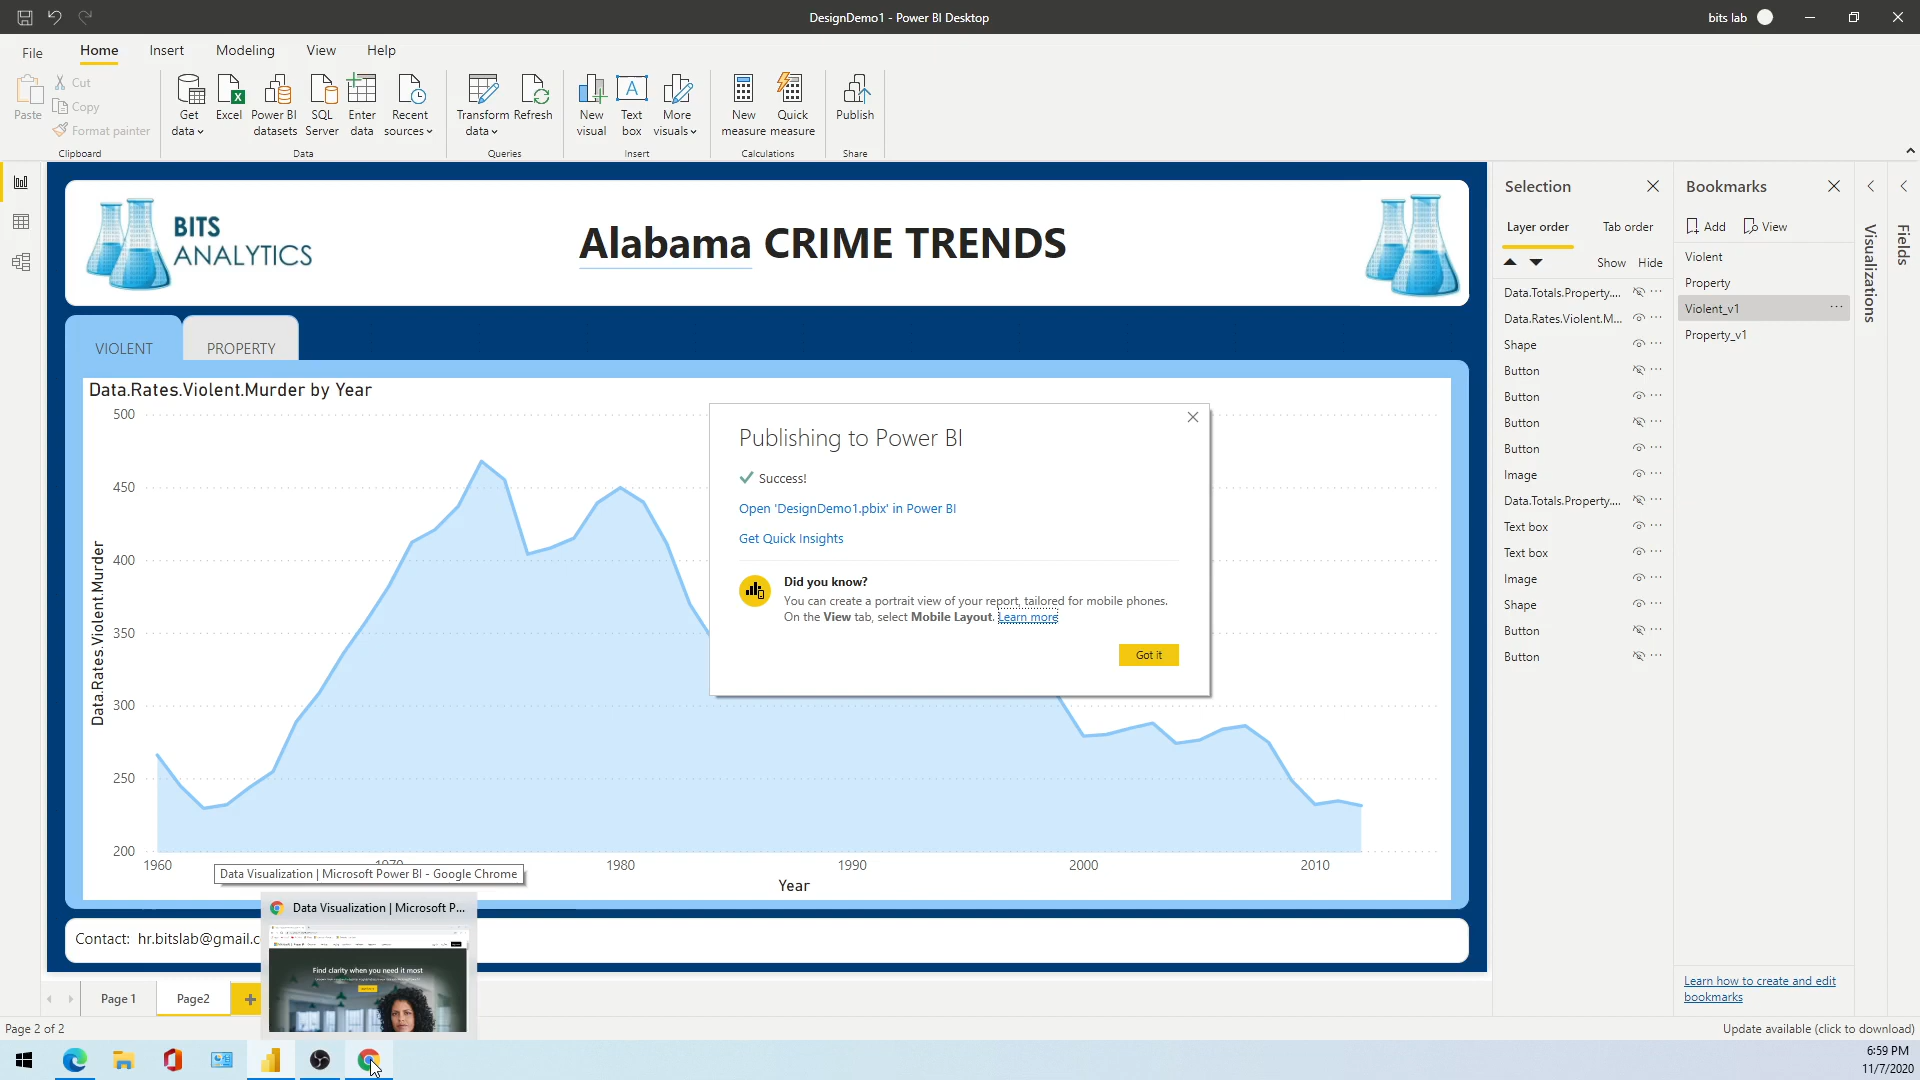 DesignDemo1 - Power BI Desktop
bits lab
File
Home
Insert
Modeling
View
Help
Paste
Cut
Copy
Format painter
Clipboard
Get data
Excel
Power BI datasets
SQL Server
Enter data
Recent sources
Data
Transform data
Refresh
Queries
New visual
Text box
More visuals
Insert
New measure
Quick measure
Calculations
Publish
Share
BITS
ANALYTICS
Alabama CRIME TRENDS
VIOLENT
PROPERTY
Data.Rates.Violent.Murder by Year
500
450
400
350
300
250
200
Data.Rates.Violent.Murder
1960
1970
1980
1990
2000
2010
Year
Publishing to Power BI
Success!
Open 'DesignDemo1.pbix' in Power BI
Get Quick Insights
Did you know?
You can create a portrait view of your report, tailored for mobile phones.
On the View tab, select Mobile Layout. Learn more
Got it
Data Visualization | Microsoft Power BI - Google Chrome
Data Visualization | Microsoft P...
Find clarity when you need it most
Contact: hr.bitslab@gmail.c
Page 1
Page2
Page 2 of 2
Selection
Layer order
Tab order
Show
Hide
Data.Totals.Property....
Data.Rates.Violent.M...
Shape
Button
Button
Button
Button
Image
Data.Totals.Property....
Text box
Text box
Image
Shape
Button
Button
Bookmarks
Add
View
Violent
Property
Violent_v1
Property_v1
Learn how to create and edit
bookmarks
Visualizations
Fields
Update available (click to download)
6:59 PM
11/7/2020